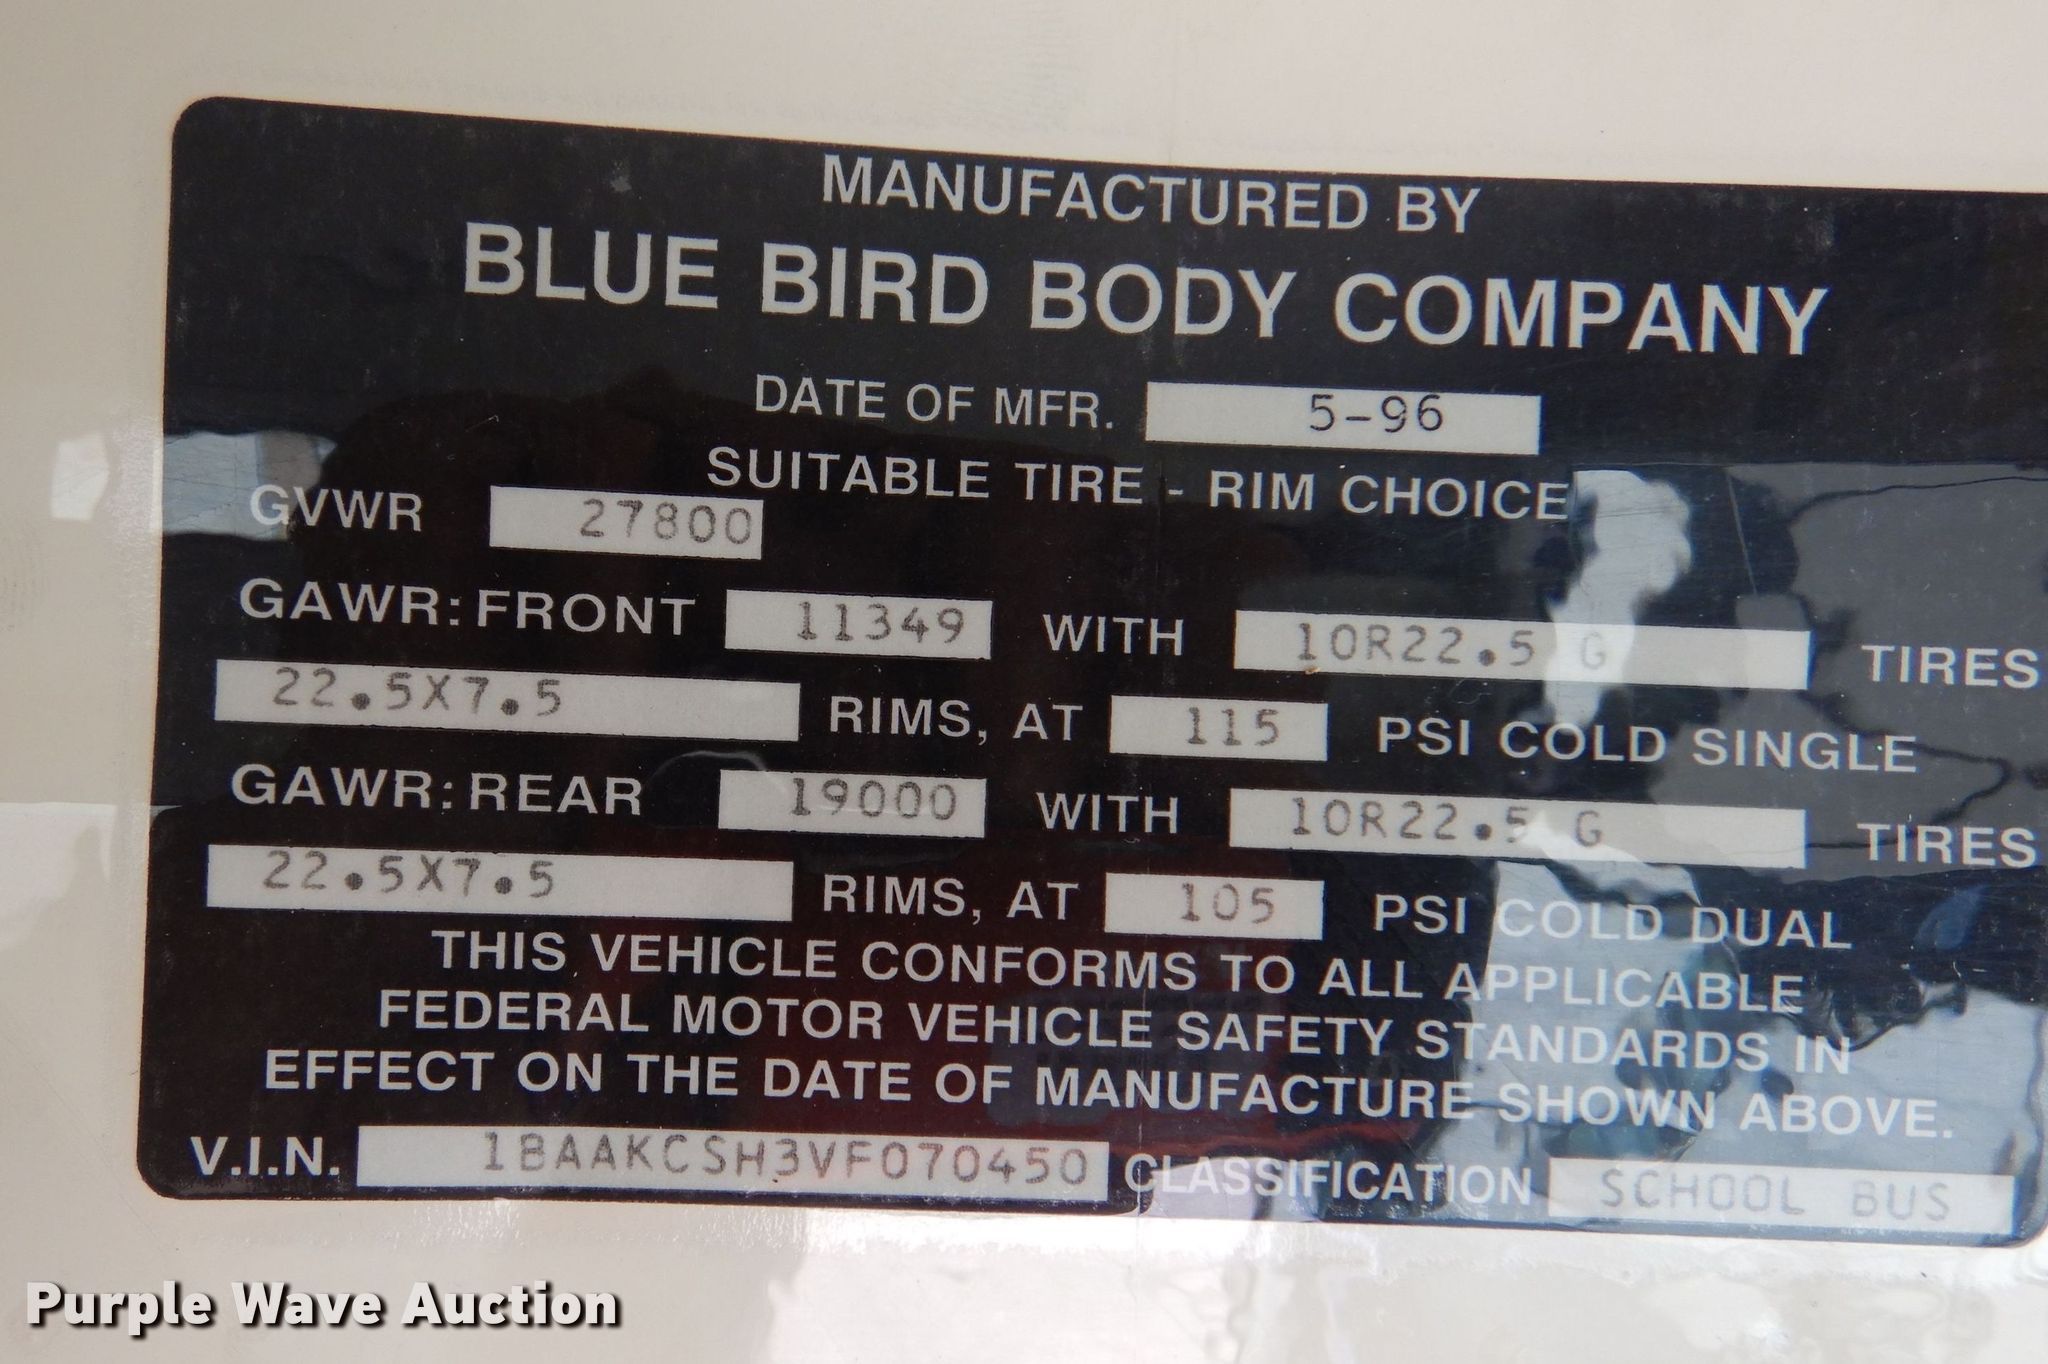 MANUFACTURED BY
BLUE BIRD BODY COMPANY
DATE OF MFR. 5-96
SUITABLE TIRE - RIM CHOICE
GVWR 27800
GAWR: FRONT 11349 WITH 10R22.5 G TIRES
22.5X7.5 RIMS, AT 115 PSI COLD SINGLE
GAWR: REAR 19000 WITH 10R22.5 G TIRES
22.5X7.5 RIMS, AT 105 PSI COLD DUAL
THIS VEHICLE CONFORMS TO ALL APPLICABLE
FEDERAL MOTOR VEHICLE SAFETY STANDARDS IN
EFFECT ON THE DATE OF MANUFACTURE SHOWN ABOVE.
V.I.N. 1BAAKCSH3VF070450 CLASSIFICATION SCHOOL BUS
Purple Wave Auction